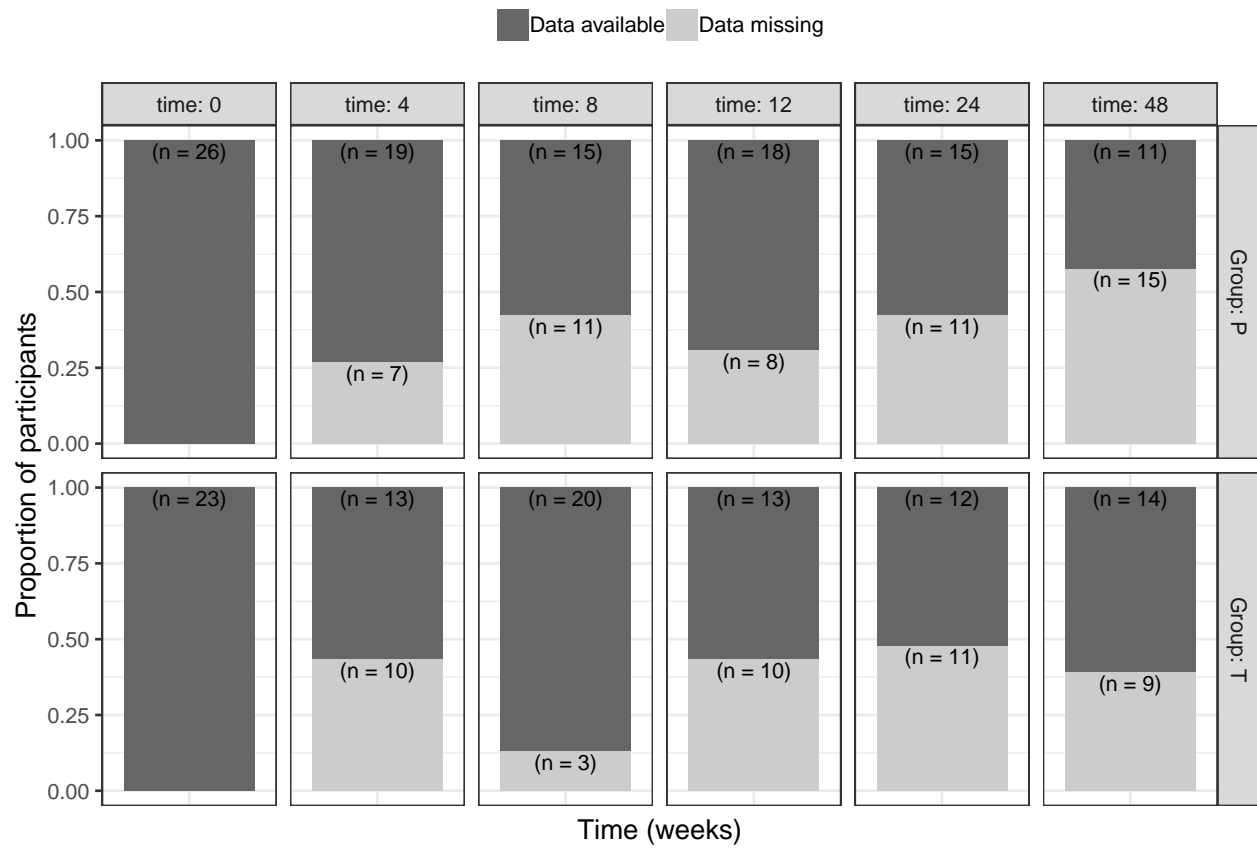 Data available Data missing
time: 0 time: 4 time: 8 time: 12 time: 24 time: 48
1.00 (n = 26) (n = 19) (n = 15) (n = 18) (n = 15) (n = 11)
0.75
(n = 15)
0.50
(n = 11) (n = 11)
(n = 8)
0.25
(n = 7)
0.00
Group: P
1.00 (n = 23) (n = 13) (n = 20) (n = 13) (n = 12) (n = 14)
0.75
0.50
(n = 11)
(n = 10) (n = 10)
(n = 9)
0.25
(n = 3)
0.00
Group: T
Proportion of participants
Time (weeks)